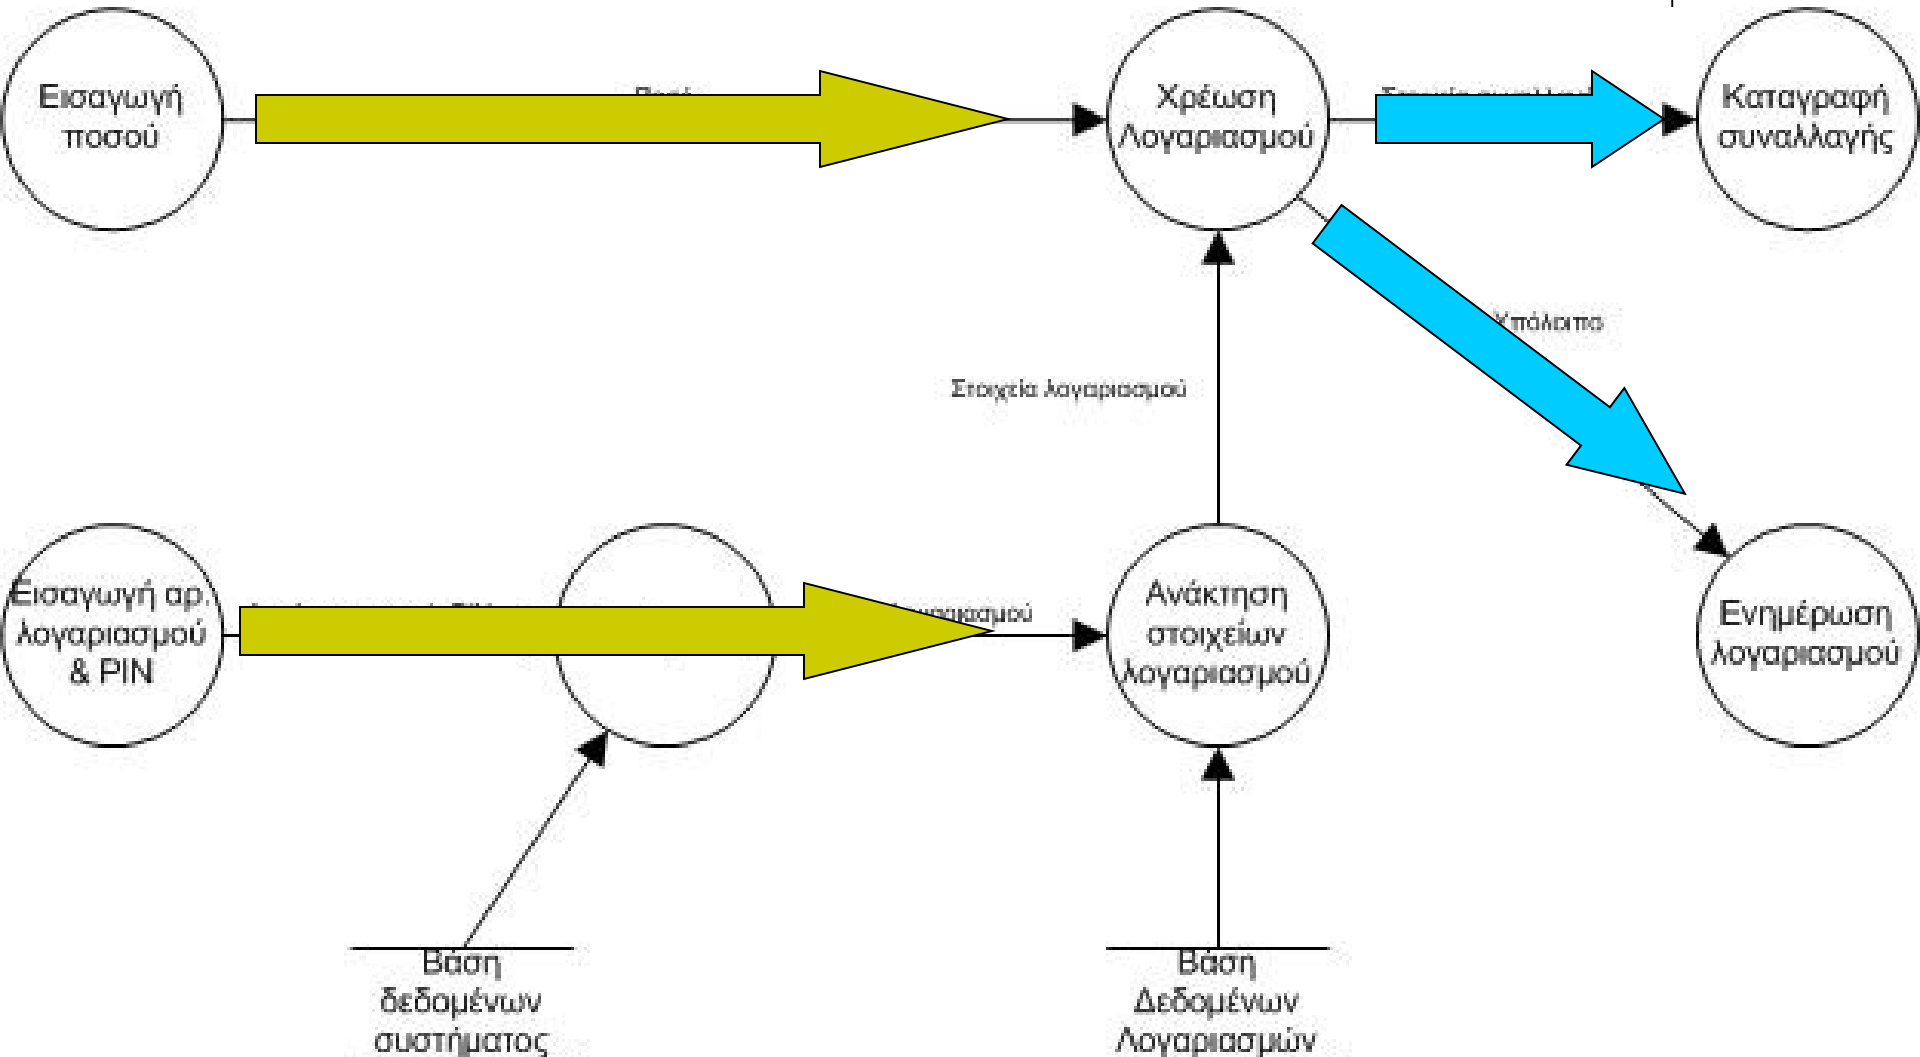 Εισαγωγή
ποσού
Χρέωση
Λογαριασμού
Καταγραφή
συναλλαγής
Υπόλοιπο
Στοιχεία λογαριασμού
Εισαγωγή αρ.
λογαριασμού
& PIN
Ανάκτηση
στοιχείων
λογαριασμού
Ενημέρωση
λογαριασμού
Βάση
δεδομένων
συστήματος
Βάση
Δεδομένων
Λογαριασμών